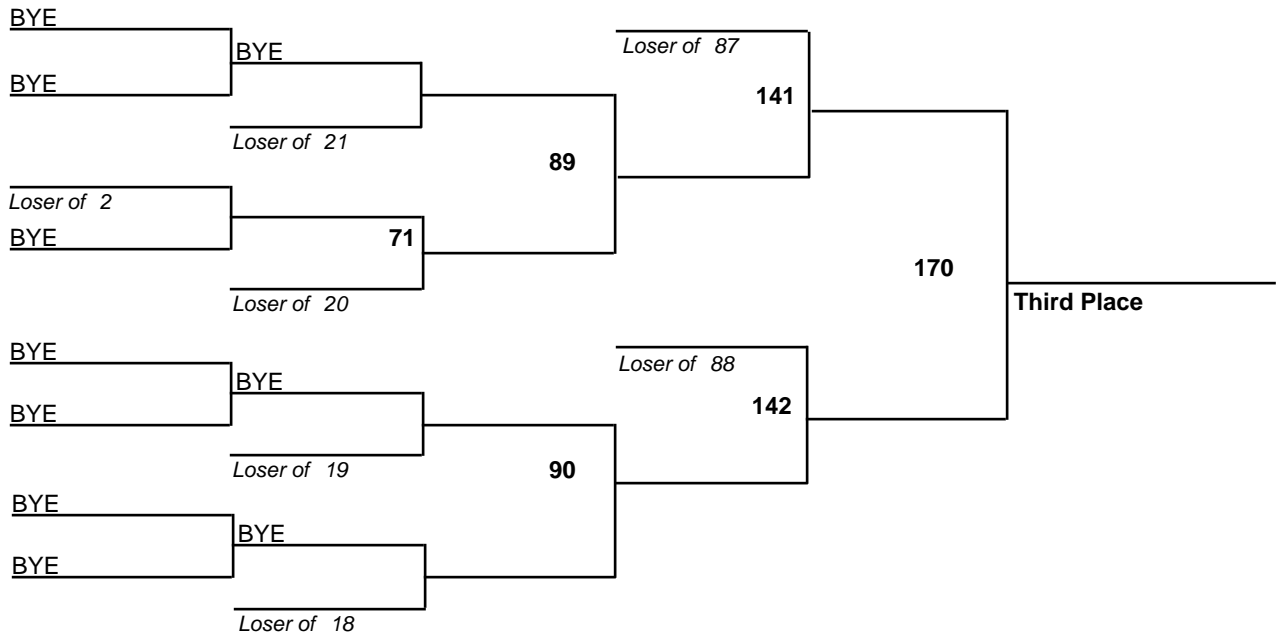 BYE
BYE
Loser of 87
BYE
141
Loser of 21
89
Loser of 2
BYE
71
170
Loser of 20
Third Place
BYE
Loser of 88
BYE
142
BYE
Loser of 19
90
BYE
BYE
BYE
Loser of 18